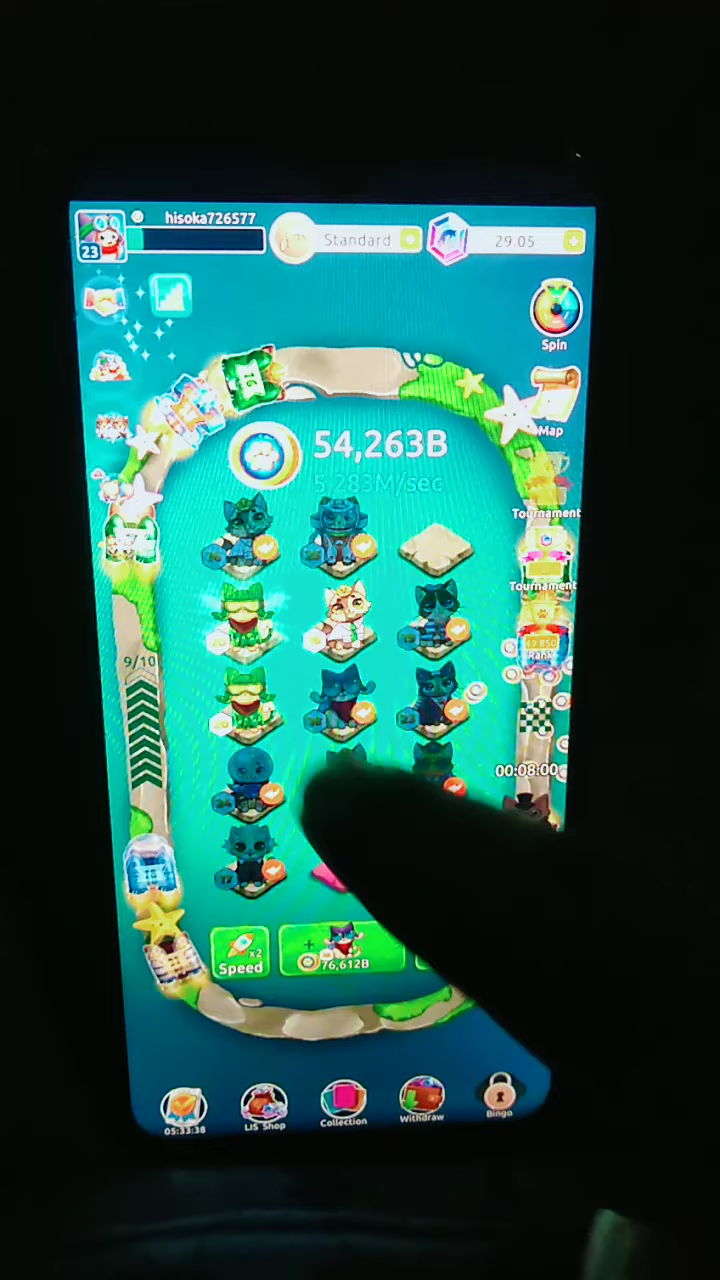 hisoka726577
23
Standard
29.05
Spin
Map
54,263B
5,283M/sec
Tournament
Tournament
Rank
9/10
00:08:00
x2
Speed
76,612B
05:33:38
LIS Shop
Collection
Withdraw
Bingo